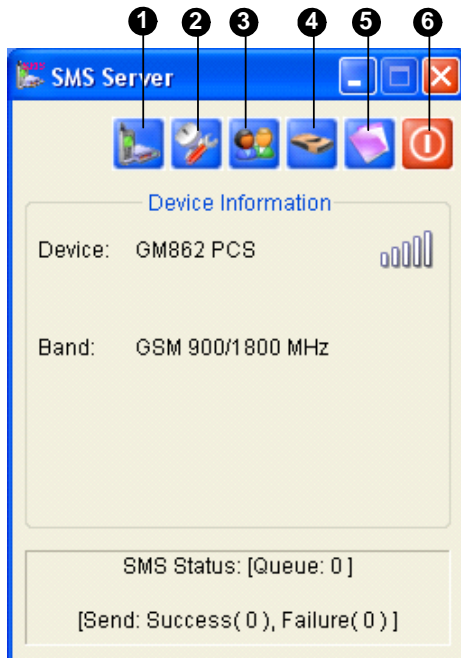 1 2 3 4 5 6
SMS Server
Device Information
Device: GM862 PCS
Band: GSM 900/1800 MHz
SMS Status: [Queue: 0 ]
[Send: Success( 0 ), Failure( 0 ) ]